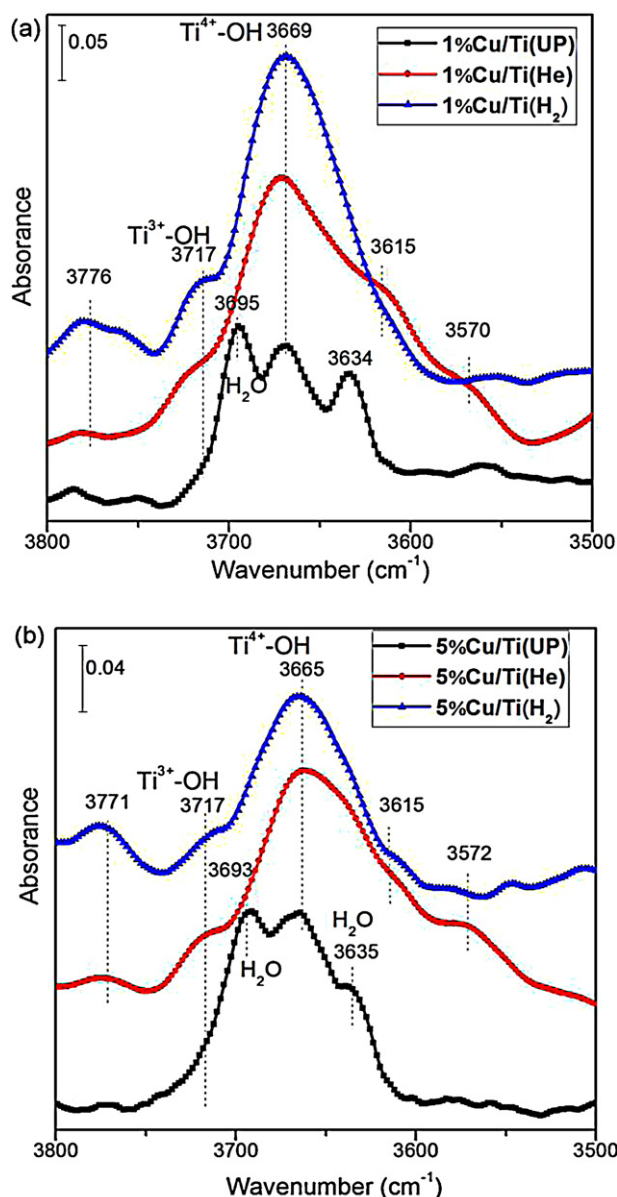 (a)
0.05
Ti4+-OH
3669
1%Cu/Ti(UP)
1%Cu/Ti(He)
1%Cu/Ti(H2)
Ti3+-OH
3776
3717
3695
3615
3570
H2O
3634
Absorance
3800
3700
3600
3500
Wavenumber (cm-1)
(b)
0.04
Ti4+-OH
3665
5%Cu/Ti(UP)
5%Cu/Ti(He)
5%Cu/Ti(H2)
Ti3+-OH
3771
3717
3615
3693
3572
H2O
H2O
3635
Absorance
3800
3700
3600
3500
Wavenumber (cm-1)